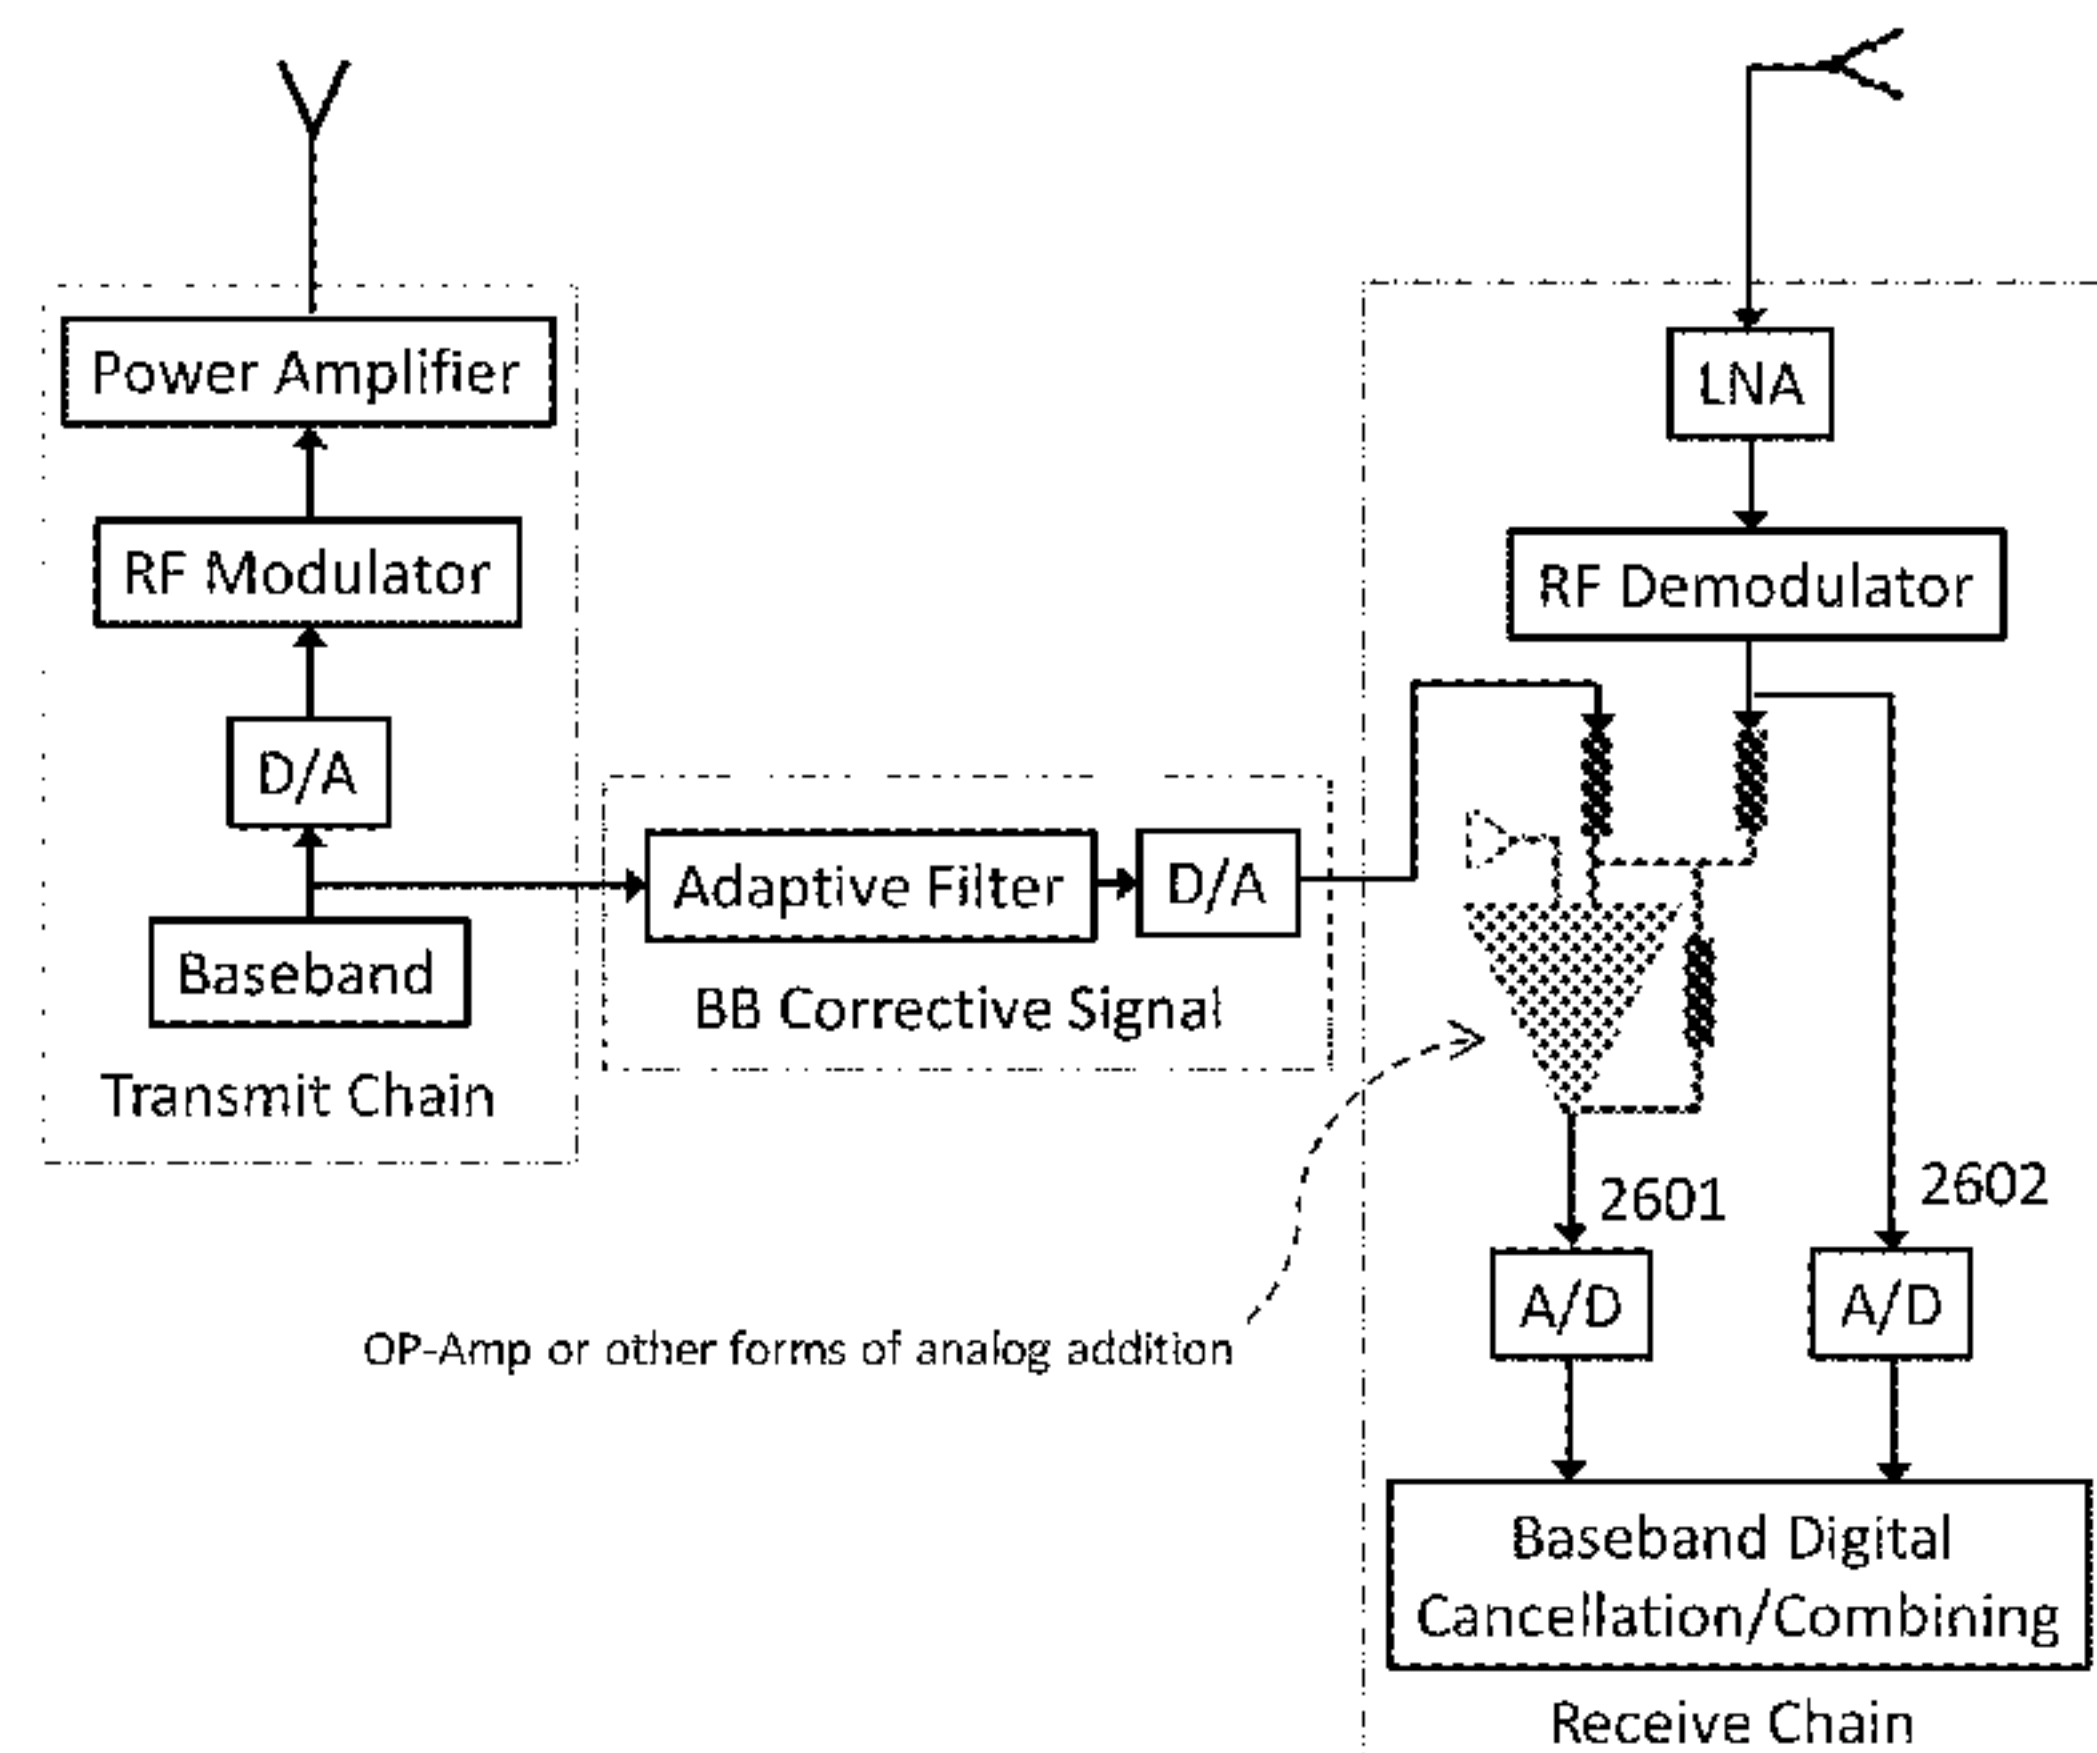 Power Amplifier
RF Modulator
D/A
Baseband
Transmit Chain
Adaptive Filter
D/A
BB Corrective Signal
OP-Amp or other forms of analog addition
LNA
RF Demodulator
2601
2602
A/D
A/D
Baseband Digital
Cancellation/Combining
Receive Chain